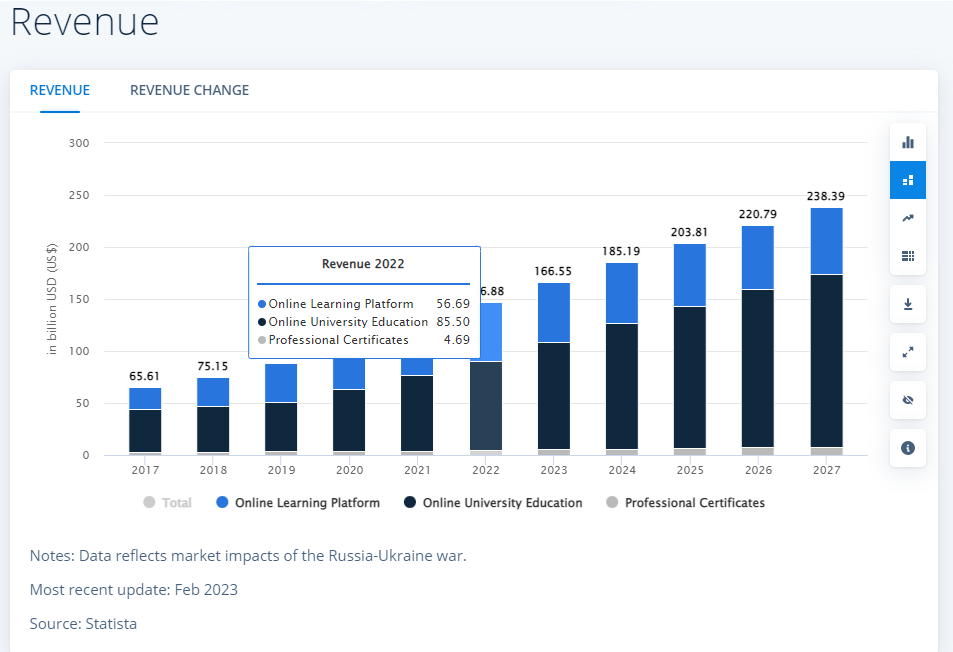 Revenue
REVENUE REVENUE CHANGE
in billion USD (US$)
300
250
200
150
100
50
0
65.61
75.15
6.88
166.55
185.19
203.81
220.79
238.39
Revenue 2022
Online Learning Platform 56.69
Online University Education 85.50
Professional Certificates 4.69
2017 2018 2019 2020 2021 2022 2023 2024 2025 2026 2027
Total Online Learning Platform Online University Education Professional Certificates
Notes: Data reflects market impacts of the Russia-Ukraine war.
Most recent update: Feb 2023
Source: Statista